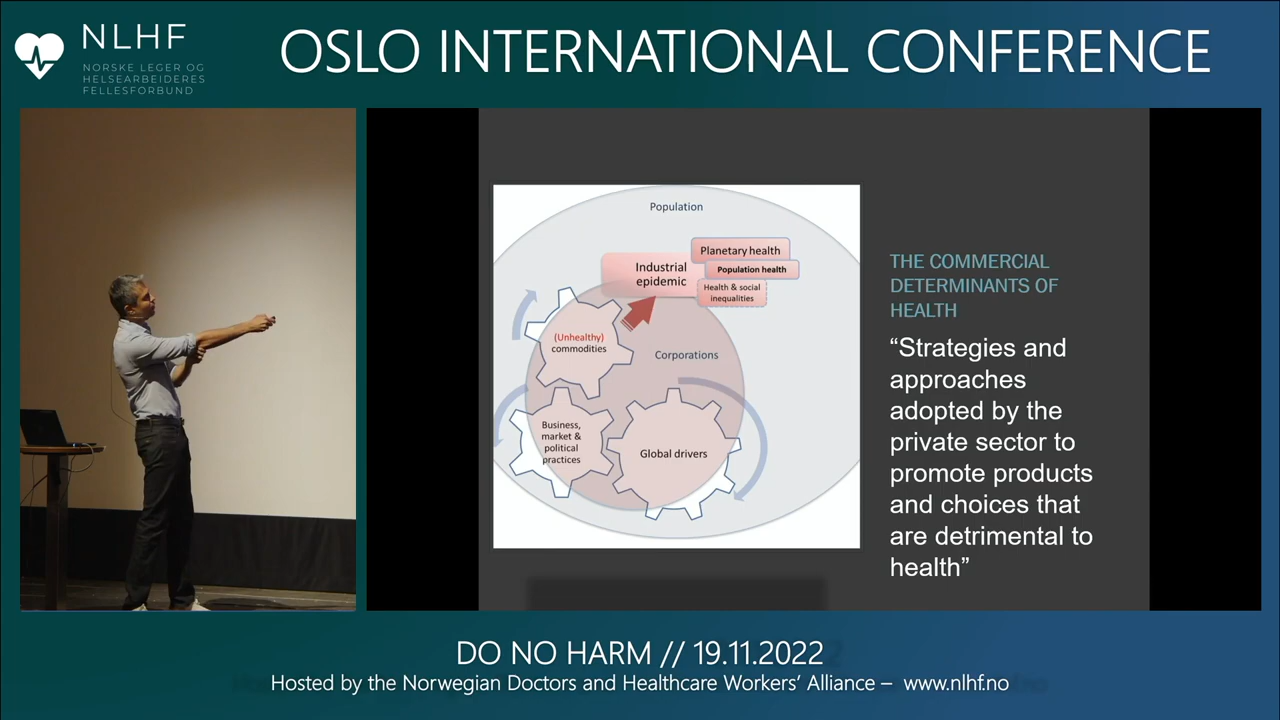 NLHF
NORSKE LEGER OG
HELSEARBEIDERES
FELLESFORBUND
OSLO INTERNATIONAL CONFERENCE
Population
Planetary health
Industrial
epidemic
Population health
Health & social
inequalities
(Unhealthy)
commodities
Corporations
Business,
market &
political
practices
Global drivers
THE COMMERCIAL
DETERMINANTS OF
HEALTH
“Strategies and
approaches
adopted by the
private sector to
promote products
and choices that
are detrimental to
health”
DO NO HARM // 19.11.2022
Hosted by the Norwegian Doctors and Healthcare Workers’ Alliance – www.nlhf.no